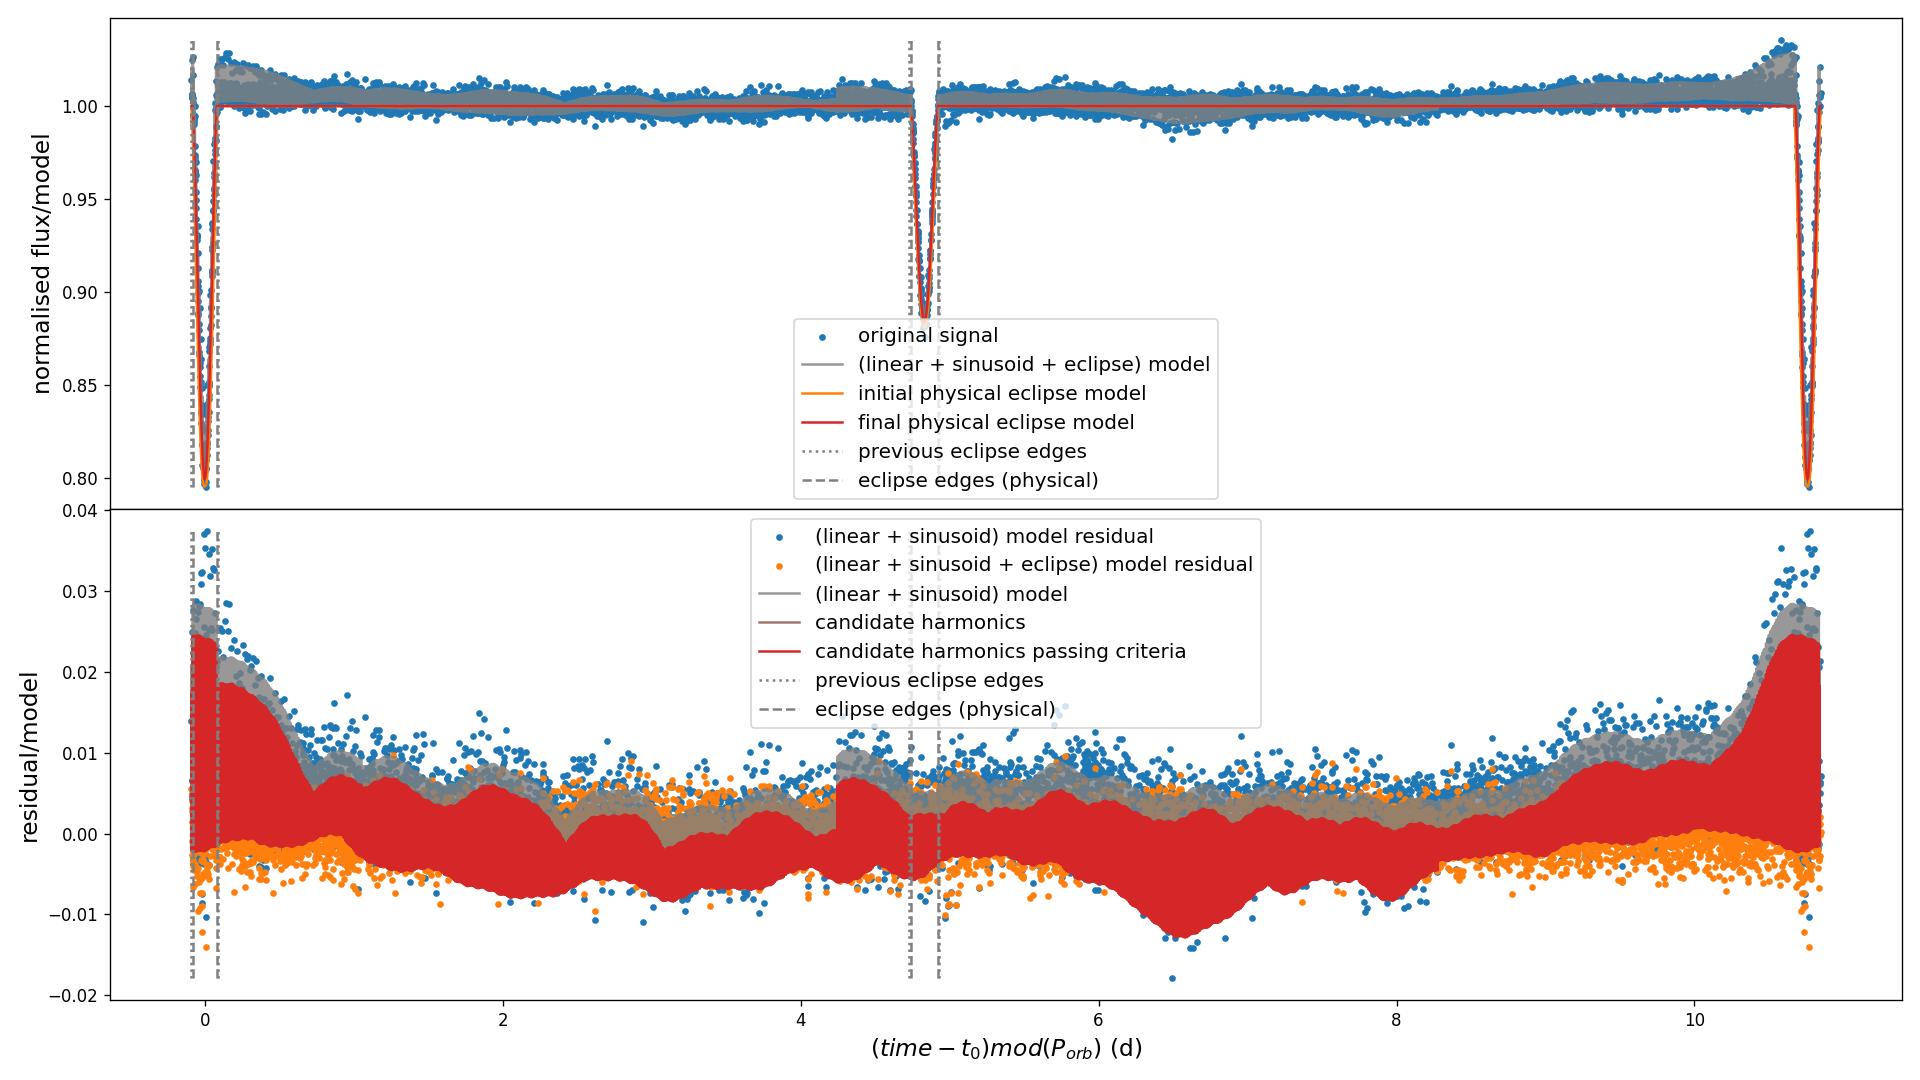 normalised flux/model
1.00
0.95
0.90
0.85
0.80
original signal
(linear + sinusoid + eclipse) model
initial physical eclipse model
final physical eclipse model
previous eclipse edges
eclipse edges (physical)
residual/model
0.04
0.03
0.02
0.01
0.00
−0.01
−0.02
(linear + sinusoid) model residual
(linear + sinusoid + eclipse) model residual
(linear + sinusoid) model
candidate harmonics
candidate harmonics passing criteria
previous eclipse edges
eclipse edges (physical)
0 2 4 6 8 10
(time − t₀)mod(P_orb) (d)